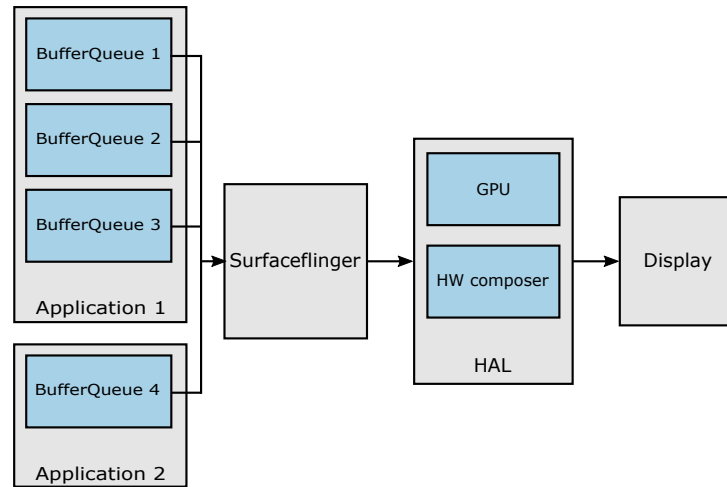 BufferQueue 1
BufferQueue 2
BufferQueue 3
Application 1
BufferQueue 4
Application 2
Surfaceflinger
GPU
HW composer
HAL
Display